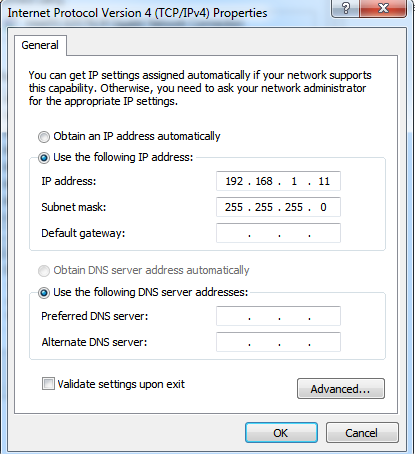 Internet Protocol Version 4 (TCP/IPv4) Properties
General
You can get IP settings assigned automatically if your network supports
this capability. Otherwise, you need to ask your network administrator
for the appropriate IP settings.
Obtain an IP address automatically
Use the following IP address:
IP address: 192 . 168 . 1 . 11
Subnet mask: 255 . 255 . 255 . 0
Default gateway: . . .
Obtain DNS server address automatically
Use the following DNS server addresses:
Preferred DNS server: . . .
Alternate DNS server: . . .
Validate settings upon exit
Advanced...
OK Cancel